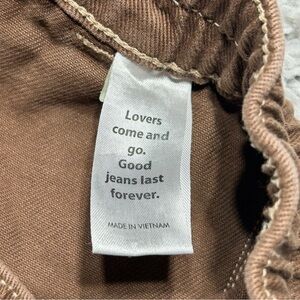 Lovers
come and
go.
Good
jeans last
forever.
MADE IN VIETNAM